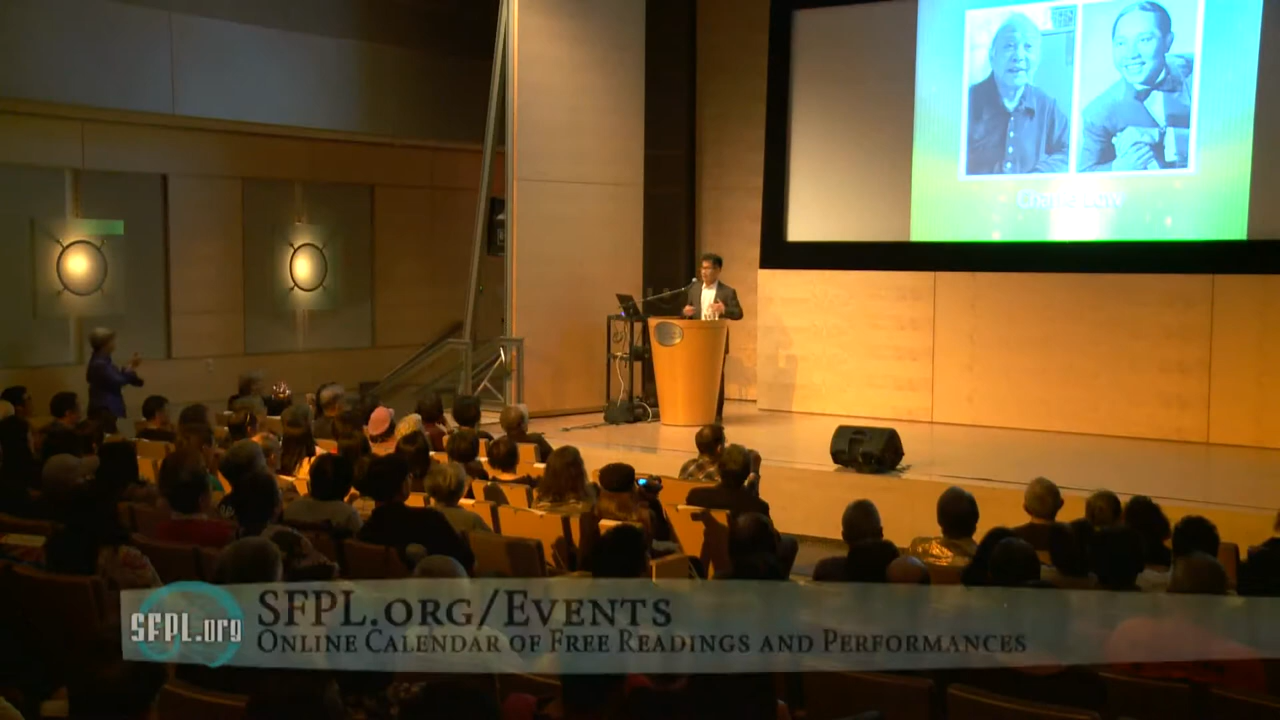 SFPL.org
SFPL.org/Events
Online Calendar of Free Readings and Performances